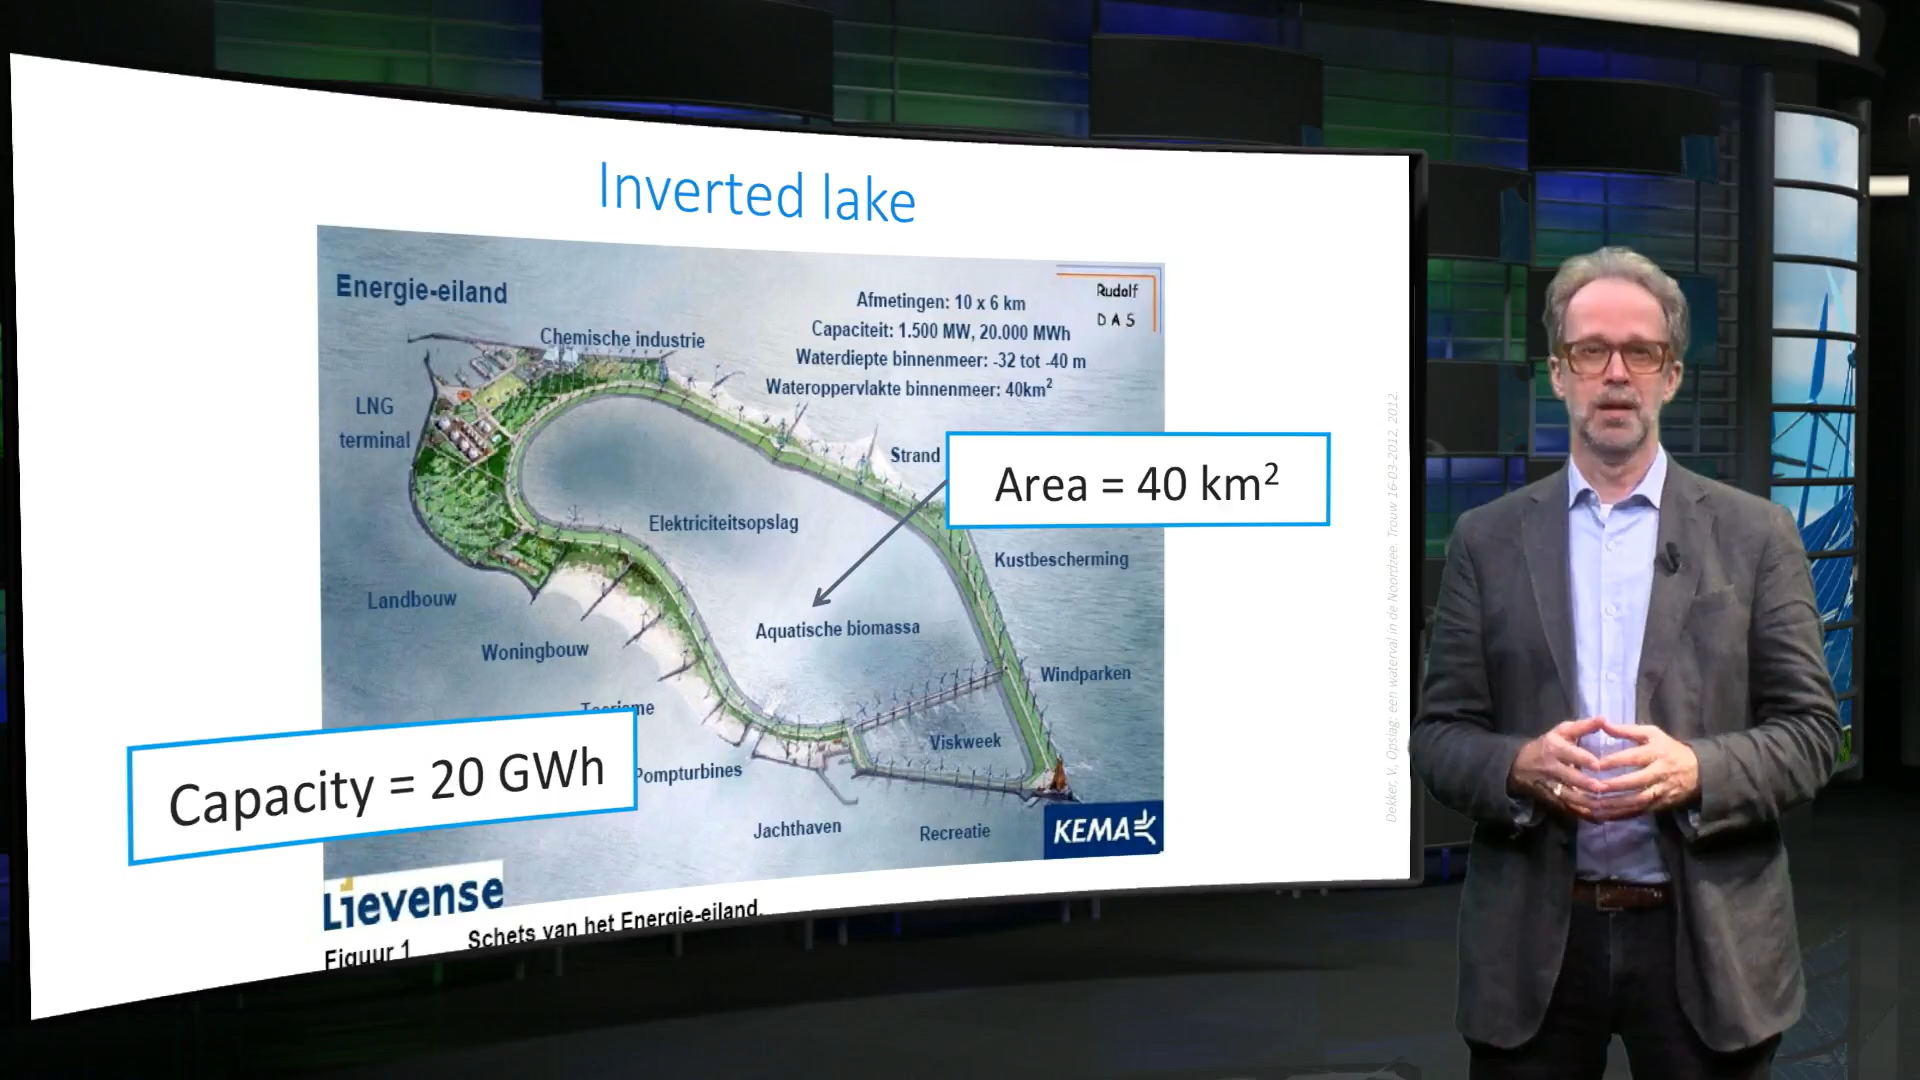 Inverted lake
Energie-eiland
Afmetingen: 10 x 6 km
Capaciteit: 1.500 MW, 20.000 MWh
Waterdiepte binnenmeer: -32 tot -40 m
Wateroppervlakte binnenmeer: 40km²
Rudolf
DAS
Chemische industrie
LNG
terminal
Strand
Area = 40 km²
Elektriciteitsopslag
Kustbescherming
Landbouw
Aquatische biomassa
Woningbouw
Windparken
Toerisme
Viskweek
Capacity = 20 GWh
Pompturbines
Jachthaven
Recreatie
KEMA
Lievense
Figuur 1 Schets van het Energie-eiland.
Dekker, V., Opslag: een waterval in de Noordzee. Trouw 16-03-2012, 2012.